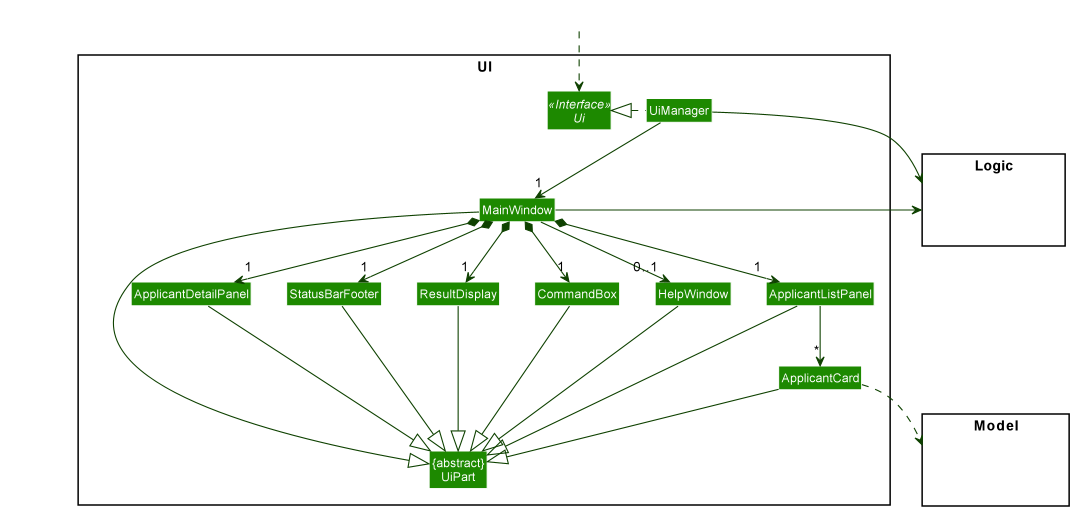 UI
«Interface»
Ui
UiManager
Logic
1
MainWindow
1
1
1
1
0..1
1
ApplicantDetailPanel
StatusBarFooter
ResultDisplay
CommandBox
HelpWindow
ApplicantListPanel
*
ApplicantCard
Model
{abstract}
UiPart